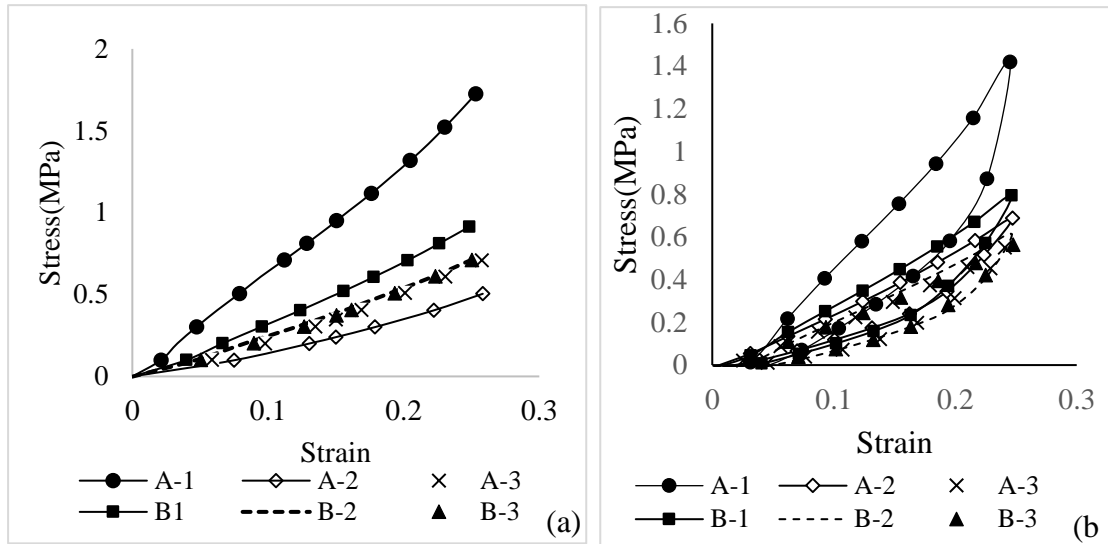 2
1.5
1
0.5
0
0 0.1 0.2 0.3
Stress(MPa)
Strain
A-1 A-2 A-3
B1 B-2 B-3
(a)
1.6
1.4
1.2
1
0.8
0.6
0.4
0.2
0
0 0.1 0.2 0.3
Stress(MPa)
Strain
A-1 A-2 A-3
B-1 B-2 B-3
(b